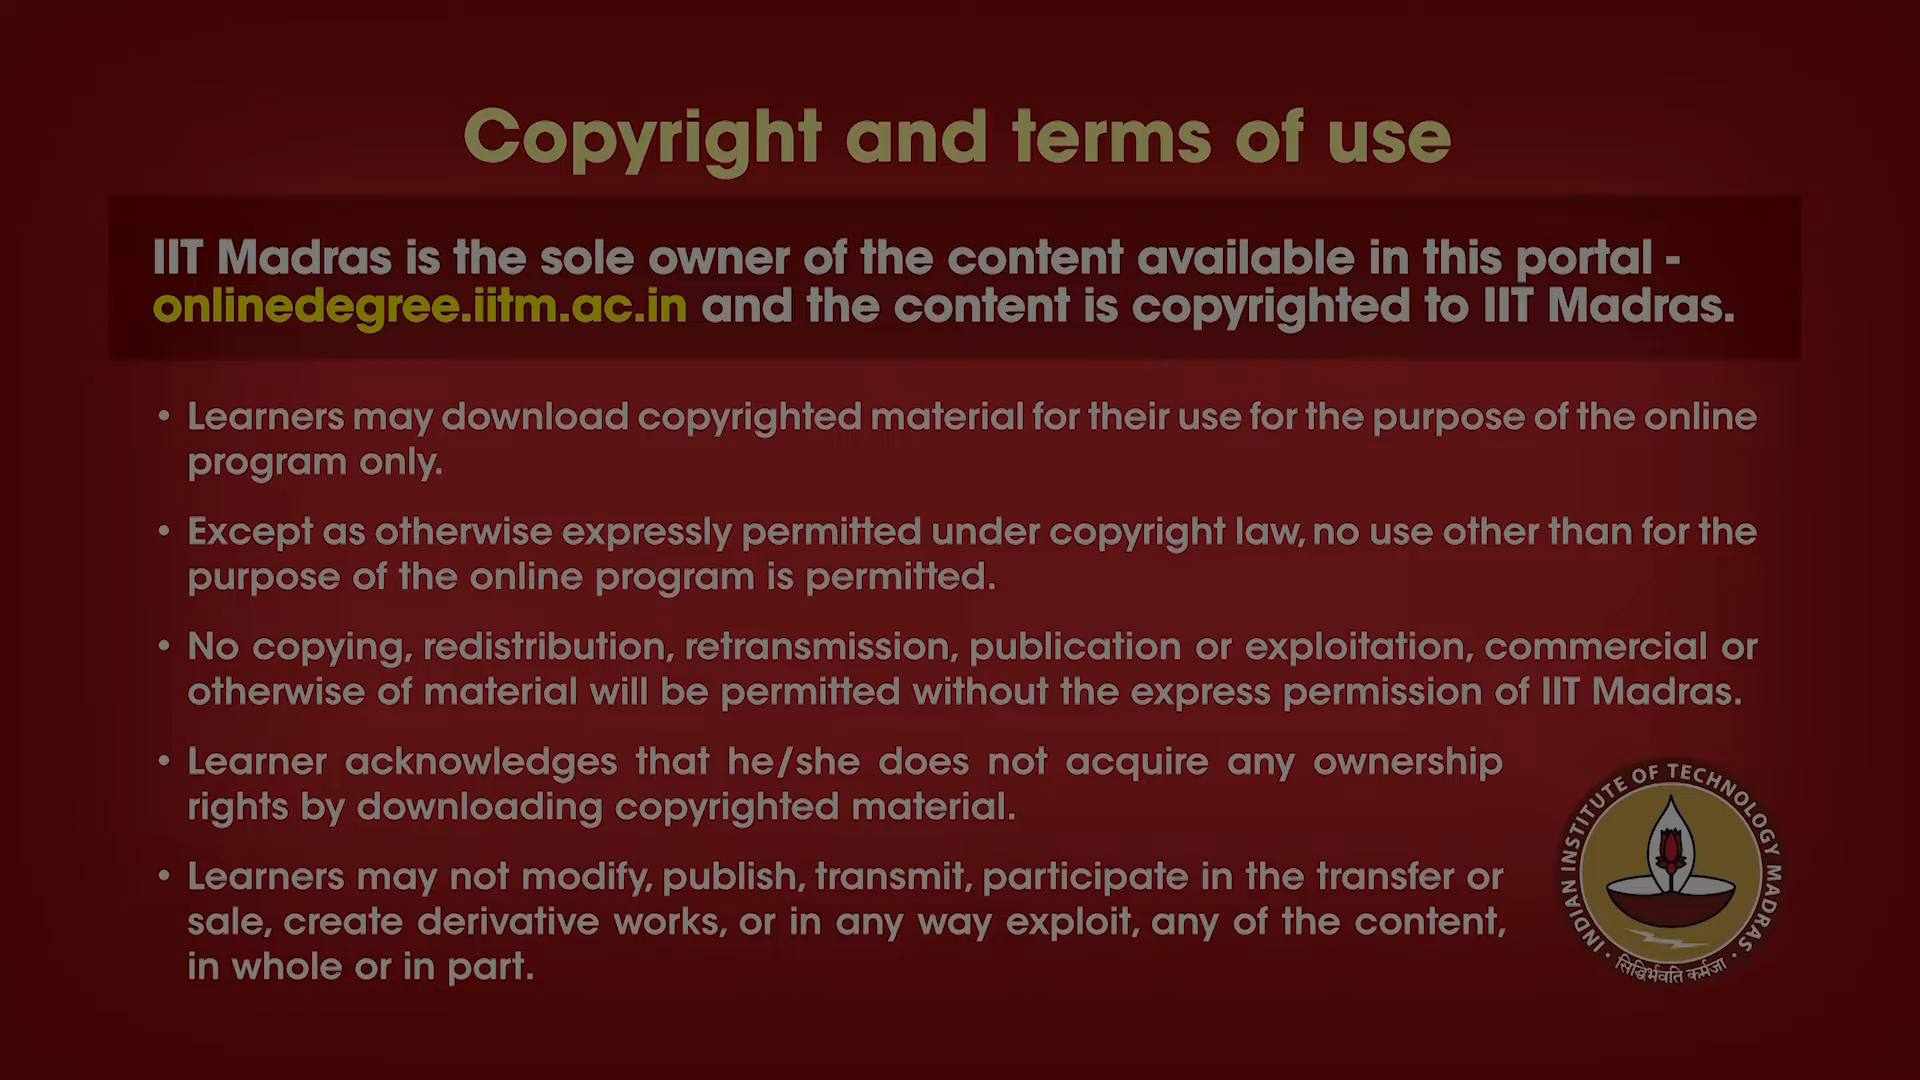 Copyright and terms of use
IIT Madras is the sole owner of the content available in this portal -
onlinedegree.iitm.ac.in and the content is copyrighted to IIT Madras.
• Learners may download copyrighted material for their use for the purpose of the online
program only.
• Except as otherwise expressly permitted under copyright law, no use other than for the
purpose of the online program is permitted.
• No copying, redistribution, retransmission, publication or exploitation, commercial or
otherwise of material will be permitted without the express permission of IIT Madras.
• Learner acknowledges that he/she does not acquire any ownership
rights by downloading copyrighted material.
• Learners may not modify, publish, transmit, participate in the transfer or
sale, create derivative works, or in any way exploit, any of the content,
in whole or in part.
INDIAN INSTITUTE OF TECHNOLOGY MADRAS
सिद्धिर्भवति कर्मजा